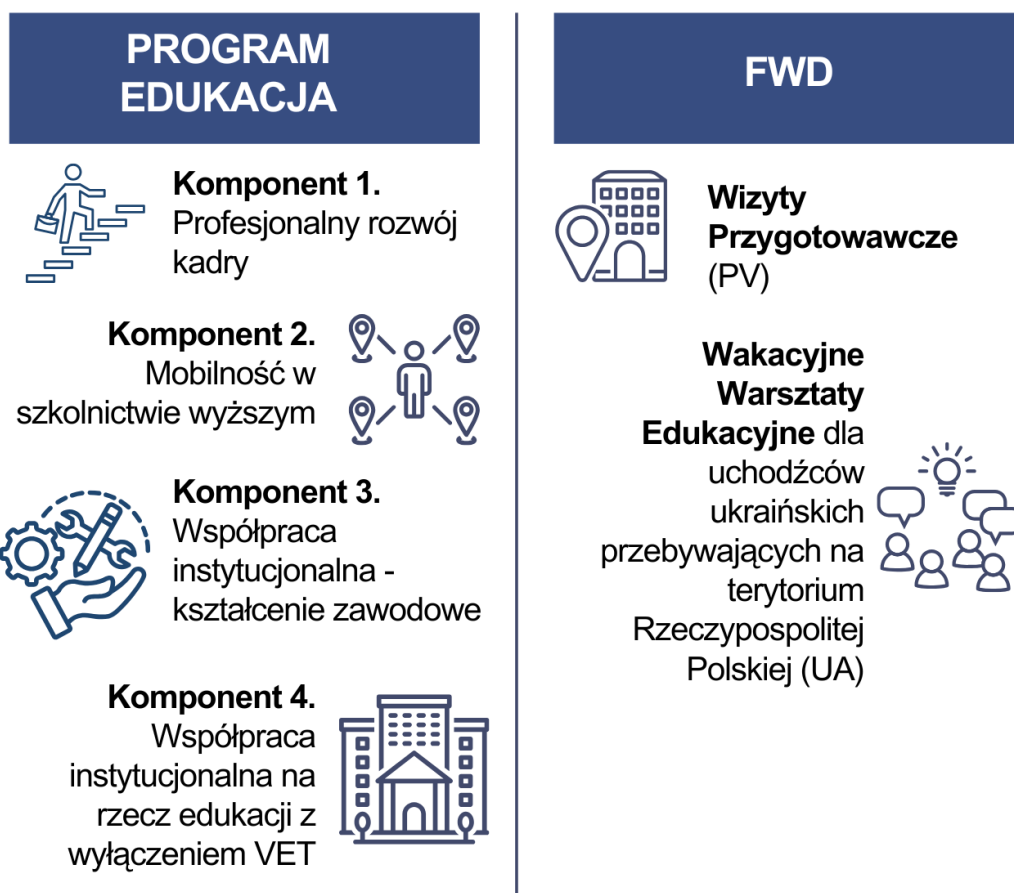 PROGRAM
EDUKACJA
Komponent 1.
Profesjonalny rozwój
kadry
Komponent 2.
Mobilność w
szkolnictwie wyższym
Komponent 3.
Współpraca
instytucjonalna -
kształcenie zawodowe
Komponent 4.
Współpraca
instytucjonalna na
rzecz edukacji z
wyłączeniem VET
FWD
Wizyty
Przygotowawcze
(PV)
Wakacyjne
Warsztaty
Edukacyjne dla
uchodźców
ukraińskich
przebywających na
terytorium
Rzeczypospolitej
Polskiej (UA)